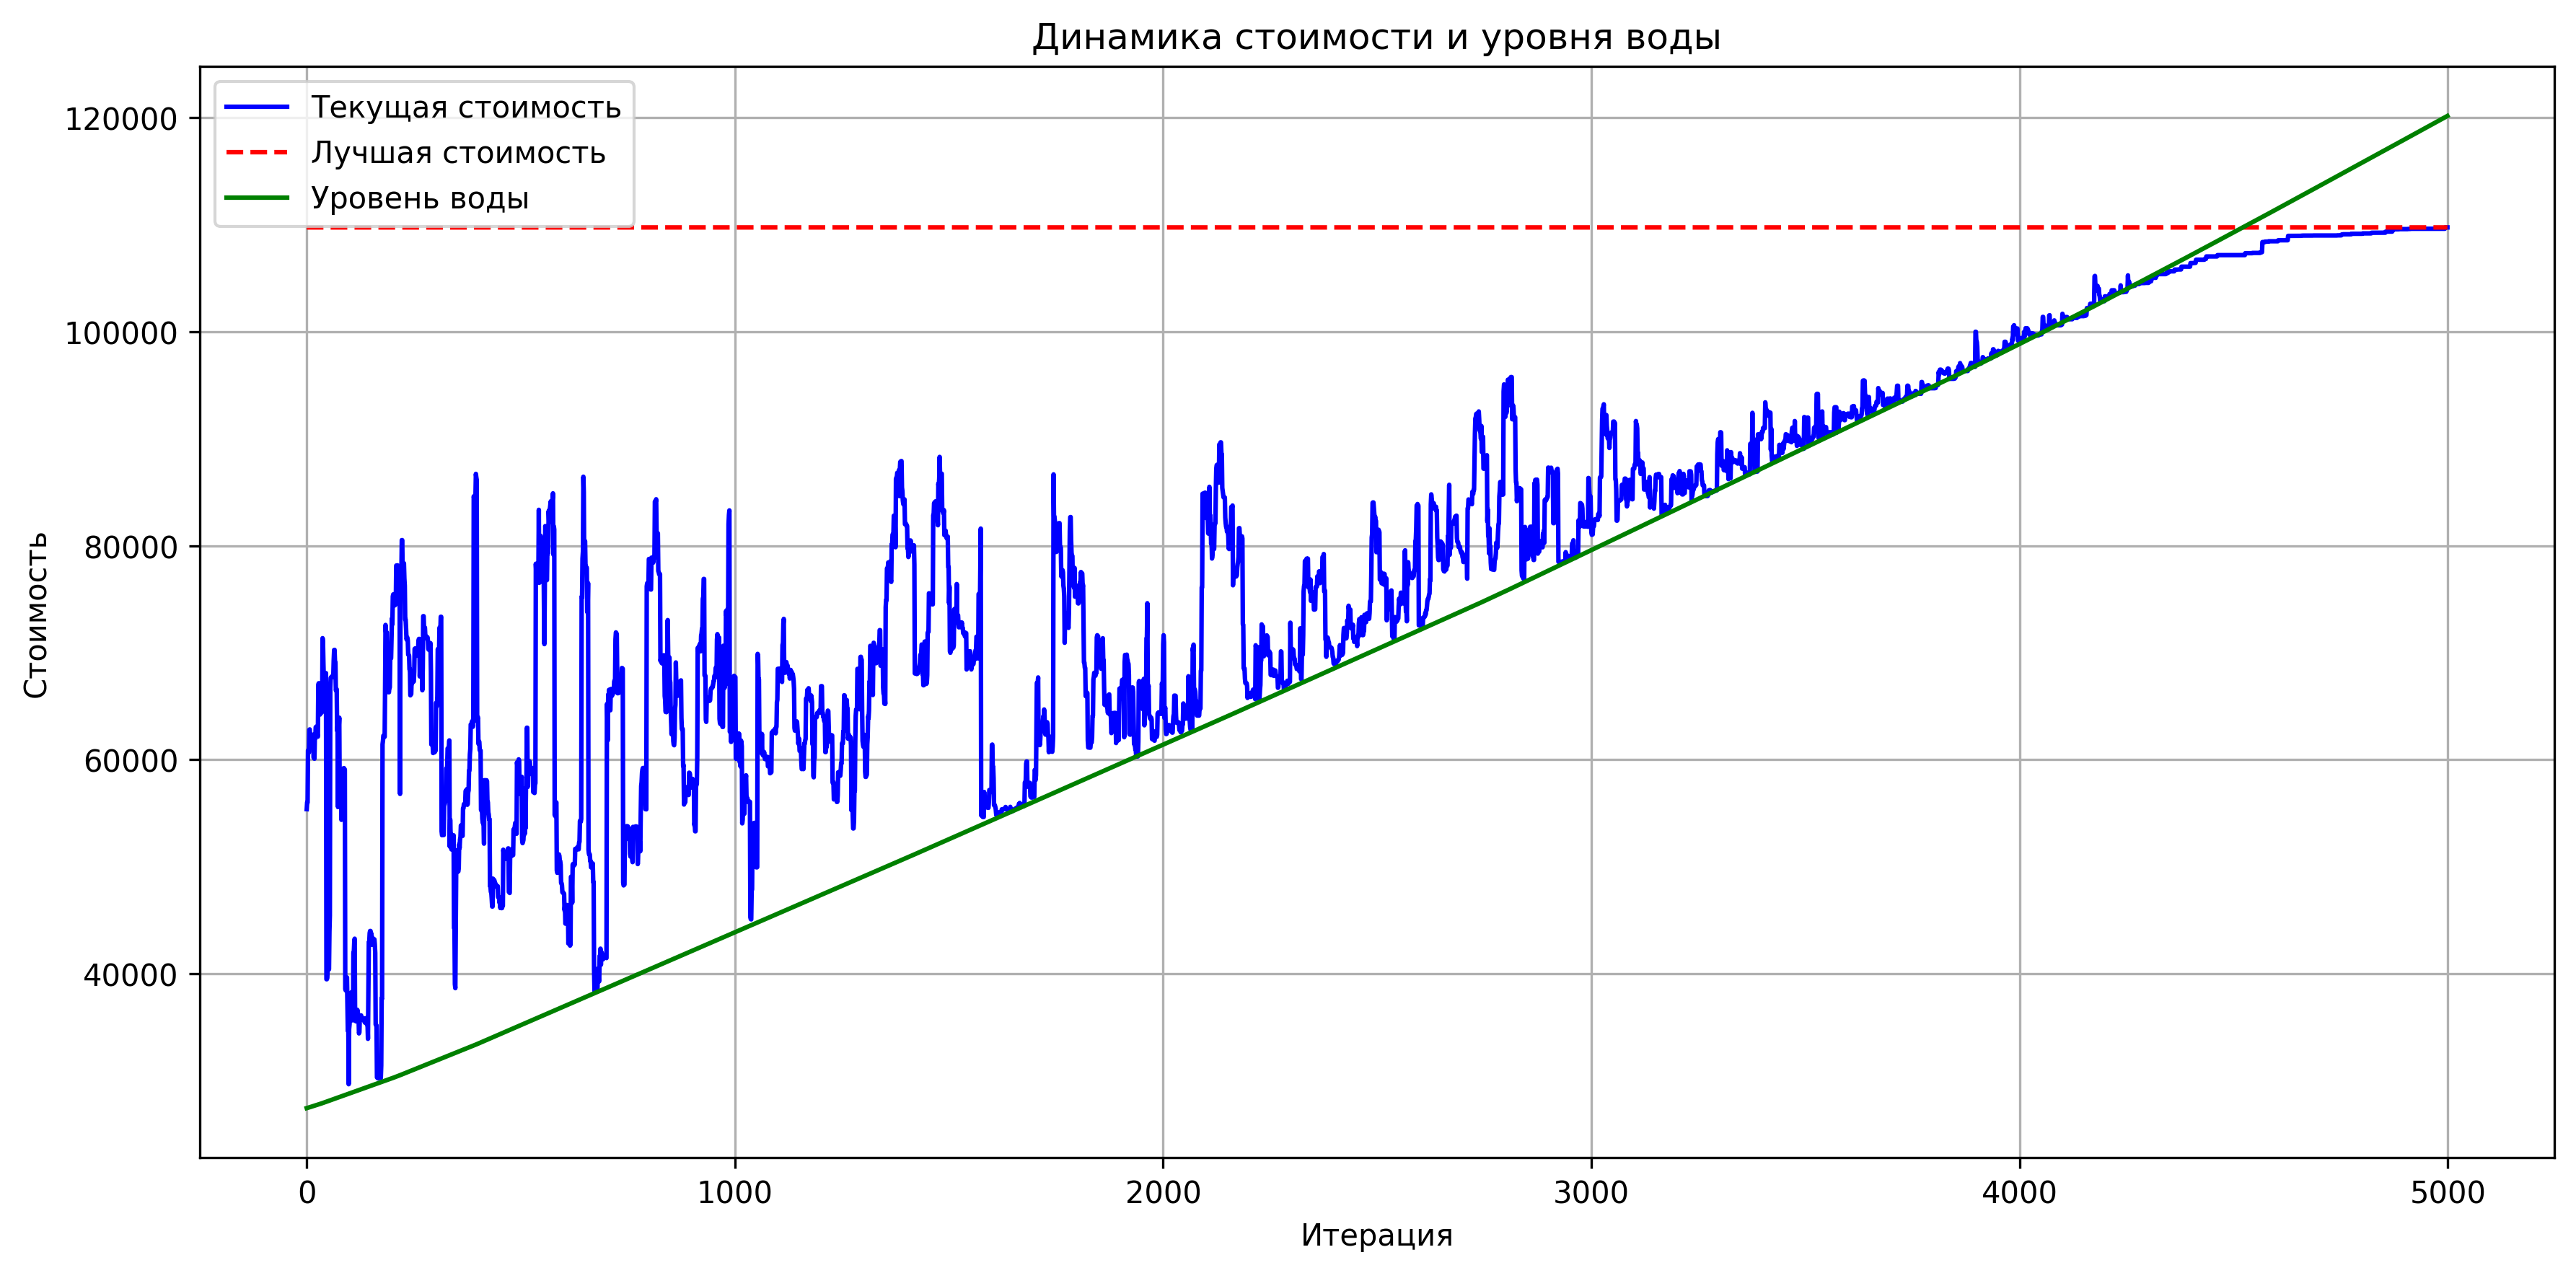 Динамика стоимости и уровня воды
Текущая стоимость
Лучшая стоимость
Уровень воды
Стоимость
120000
100000
80000
60000
40000
0
1000
2000
3000
4000
5000
Итерация